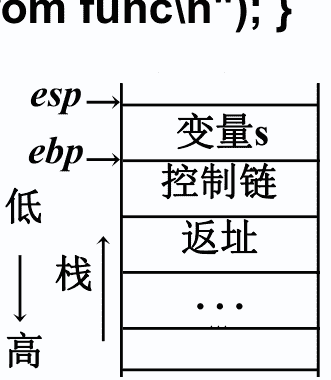 om func\n"); }
esp
变量s
ebp
控制链
低
返址
栈
...
高